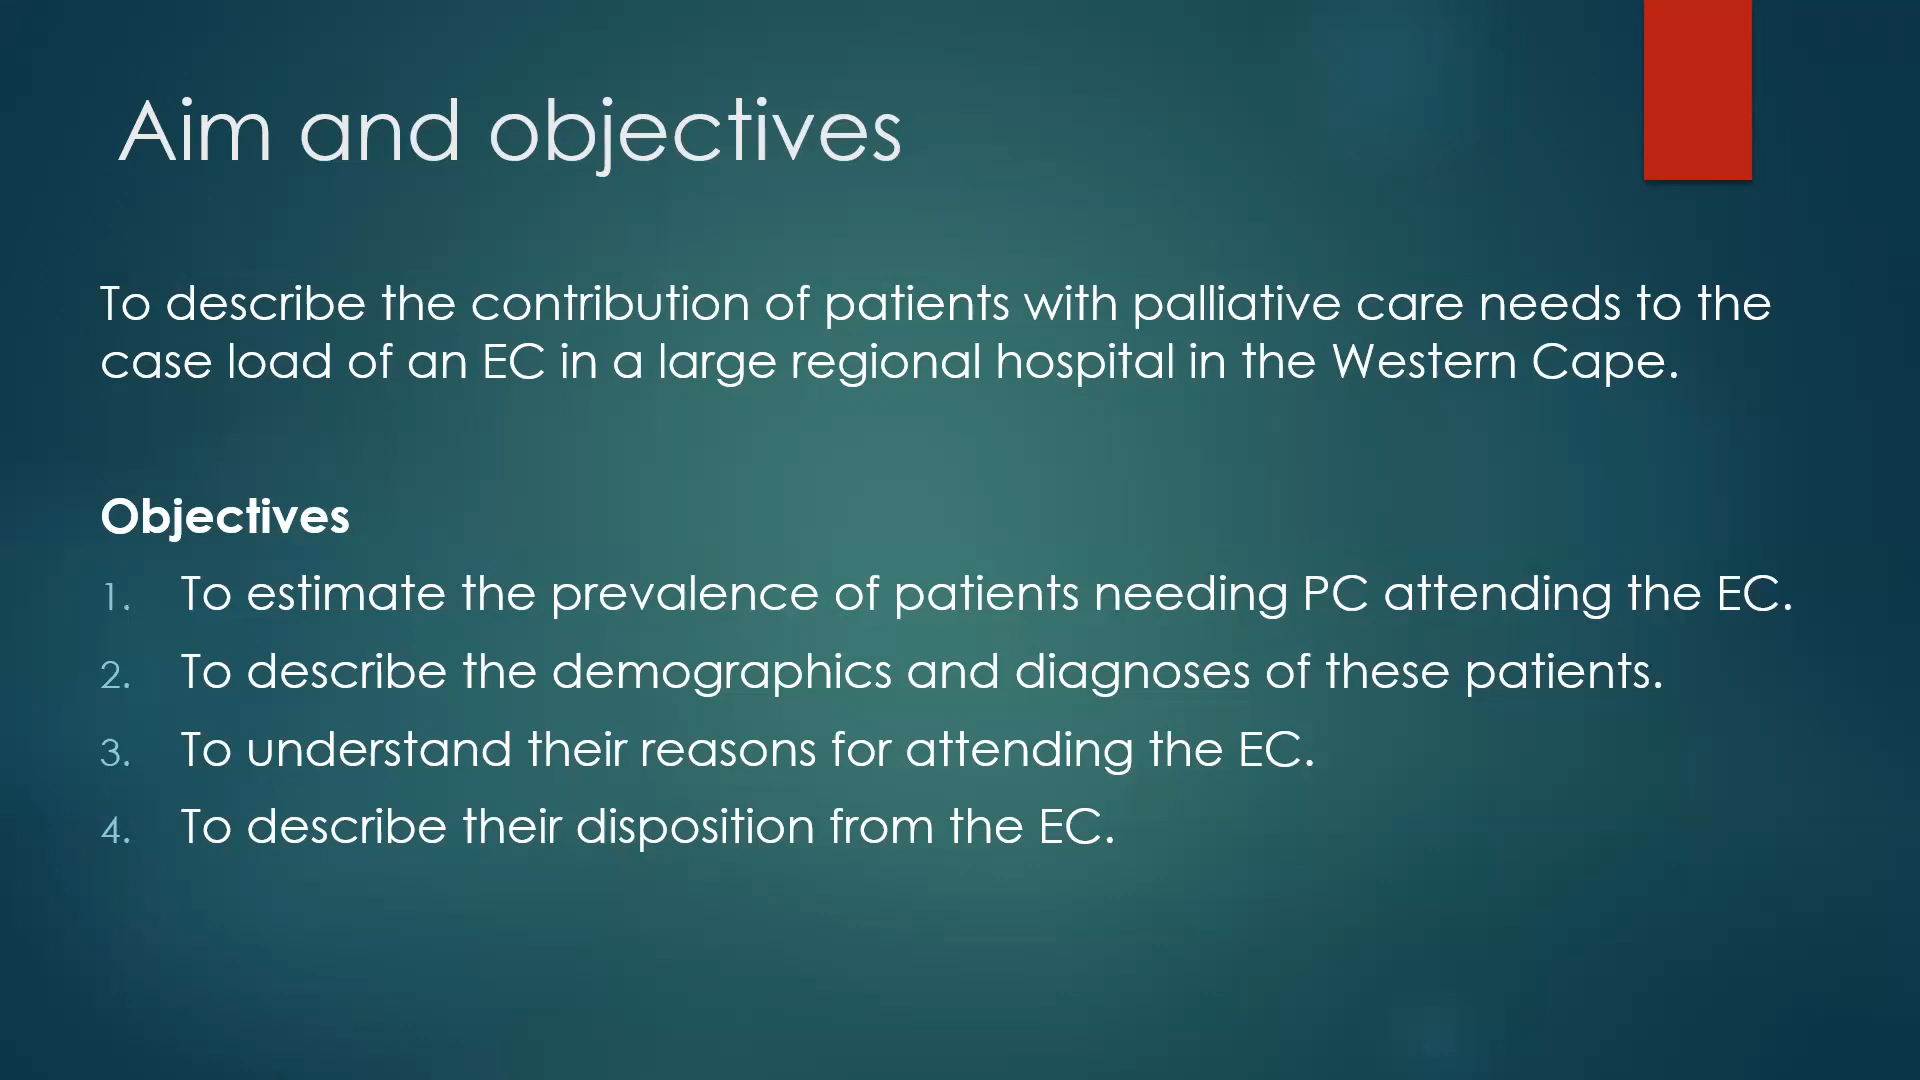 Aim and objectives
To describe the contribution of patients with palliative care needs to the
case load of an EC in a large regional hospital in the Western Cape.
Objectives
1. To estimate the prevalence of patients needing PC attending the EC.
2. To describe the demographics and diagnoses of these patients.
3. To understand their reasons for attending the EC.
4. To describe their disposition from the EC.